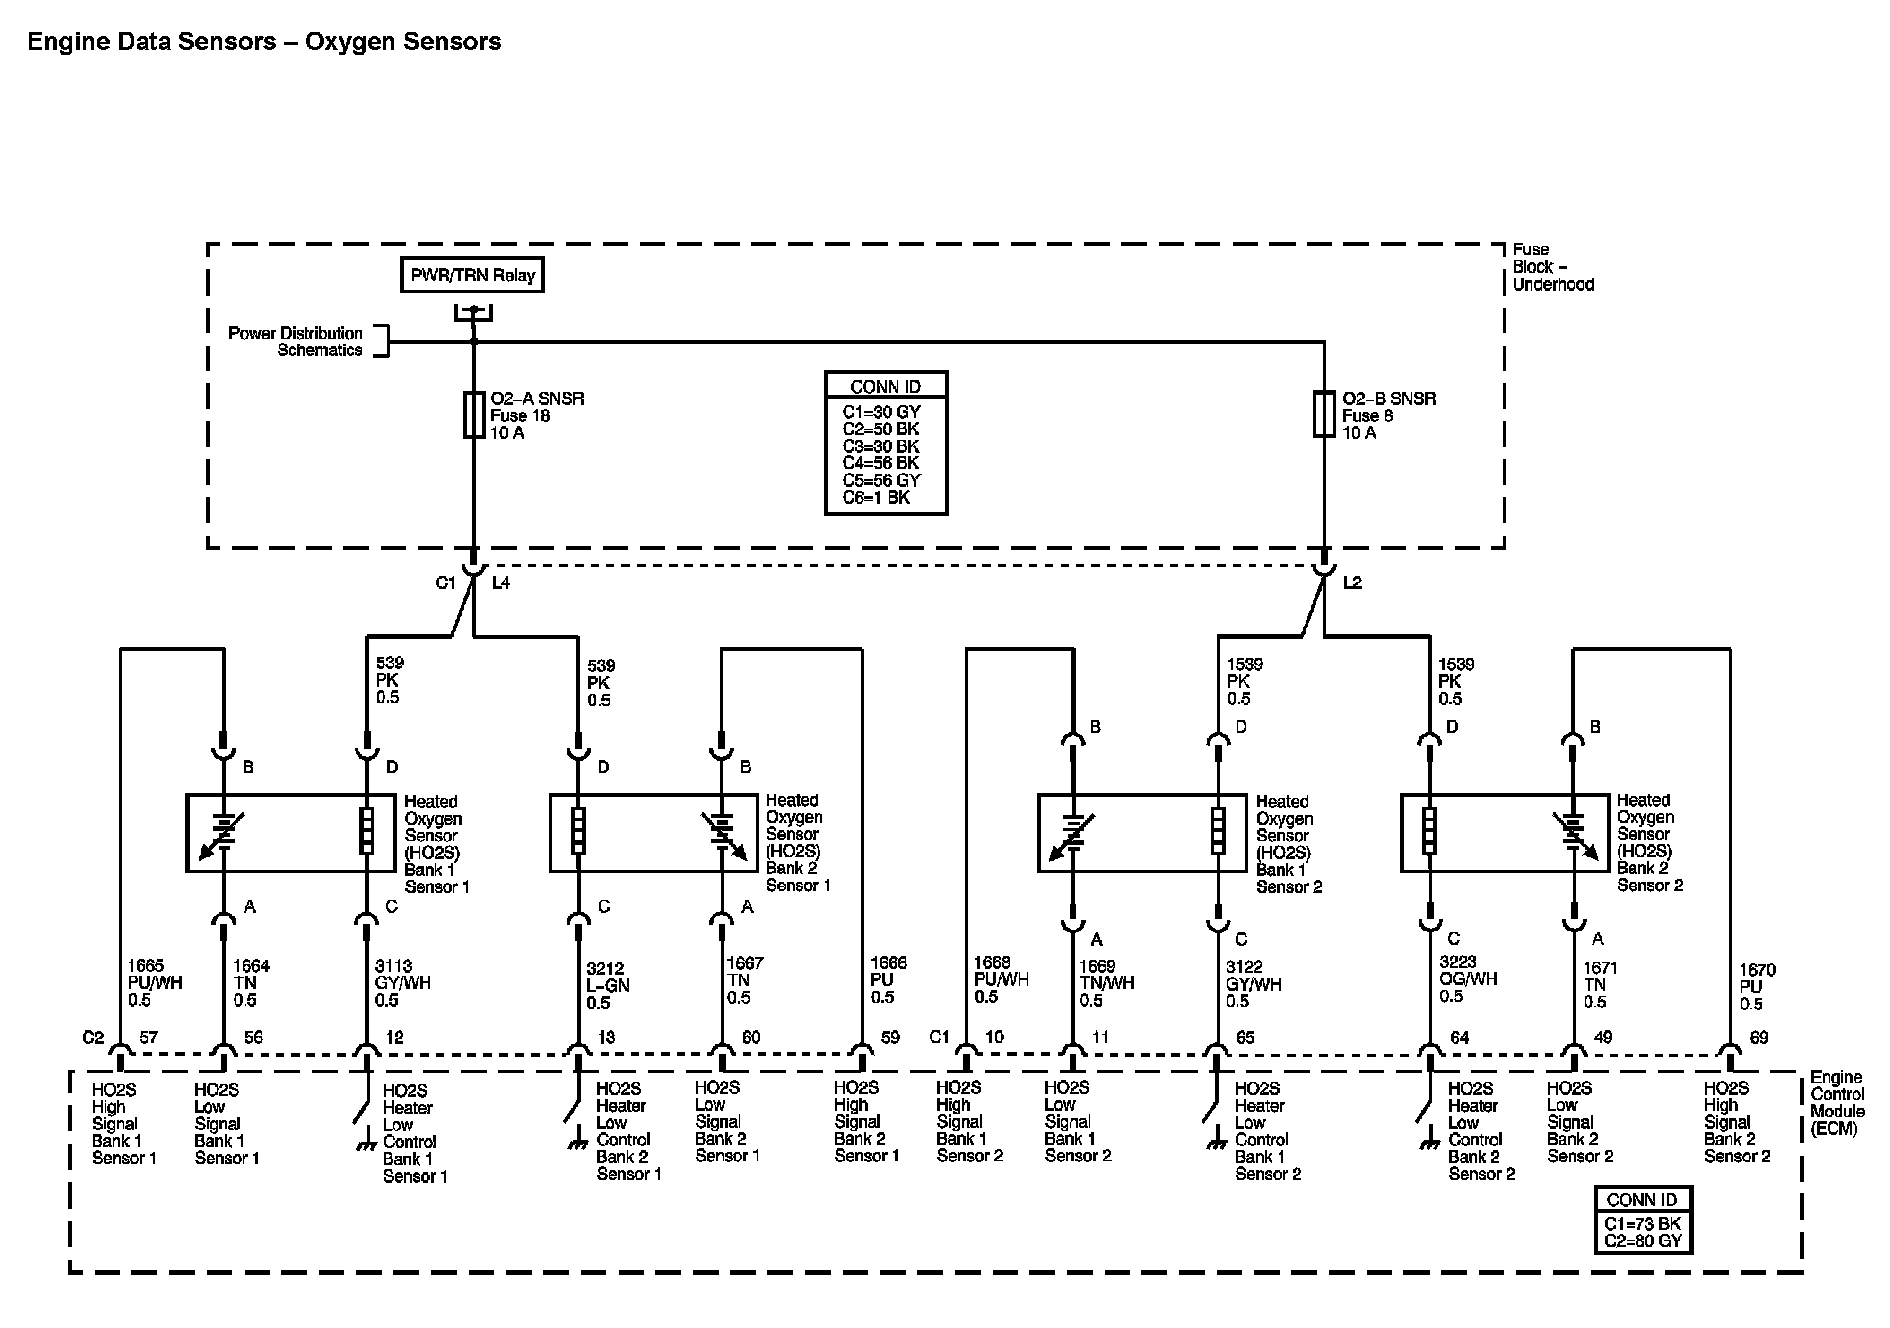 Engine Data Sensors – Oxygen Sensors
Fuse
Block –
Underhood
PWR/TRN Relay
Power Distribution
Schematics
O2–A SNSR
Fuse 18
10 A
CONN ID
C1=30 GY
C2=50 BK
C3=30 BK
C4=56 BK
C5=56 GY
C6=1 BK
O2–B SNSR
Fuse 8
10 A
C1
L4
L2
539
PK
0.5
539
PK
0.5
1539
PK
0.5
1539
PK
0.5
B
D
D
B
B
D
D
B
Heated
Oxygen
Sensor
(HO2S)
Bank 1
Sensor 1
Heated
Oxygen
Sensor
(HO2S)
Bank 2
Sensor 1
Heated
Oxygen
Sensor
(HO2S)
Bank 1
Sensor 2
Heated
Oxygen
Sensor
(HO2S)
Bank 2
Sensor 2
A
C
C
A
A
C
C
A
1665
PU/WH
0.5
1664
TN
0.5
3113
GY/WH
0.5
3212
L–GN
0.5
1667
TN
0.5
1666
PU
0.5
1668
PU/WH
0.5
1669
TN/WH
0.5
3122
GY/WH
0.5
3223
OG/WH
0.5
1671
TN
0.5
1670
PU
0.5
C2
57
56
12
13
60
59
C1
10
11
65
64
49
69
HO2S
High
Signal
Bank 1
Sensor 1
HO2S
Low
Signal
Bank 1
Sensor 1
HO2S
Heater
Low
Control
Bank 1
Sensor 1
HO2S
Heater
Low
Control
Bank 2
Sensor 1
HO2S
Low
Signal
Bank 2
Sensor 1
HO2S
High
Signal
Bank 2
Sensor 1
HO2S
High
Signal
Bank 1
Sensor 2
HO2S
Low
Signal
Bank 1
Sensor 2
HO2S
Heater
Low
Control
Bank 1
Sensor 2
HO2S
Heater
Low
Control
Bank 2
Sensor 2
HO2S
Low
Signal
Bank 2
Sensor 2
HO2S
High
Signal
Bank 2
Sensor 2
Engine
Control
Module
(ECM)
CONN ID
C1=73 BK
C2=80 GY